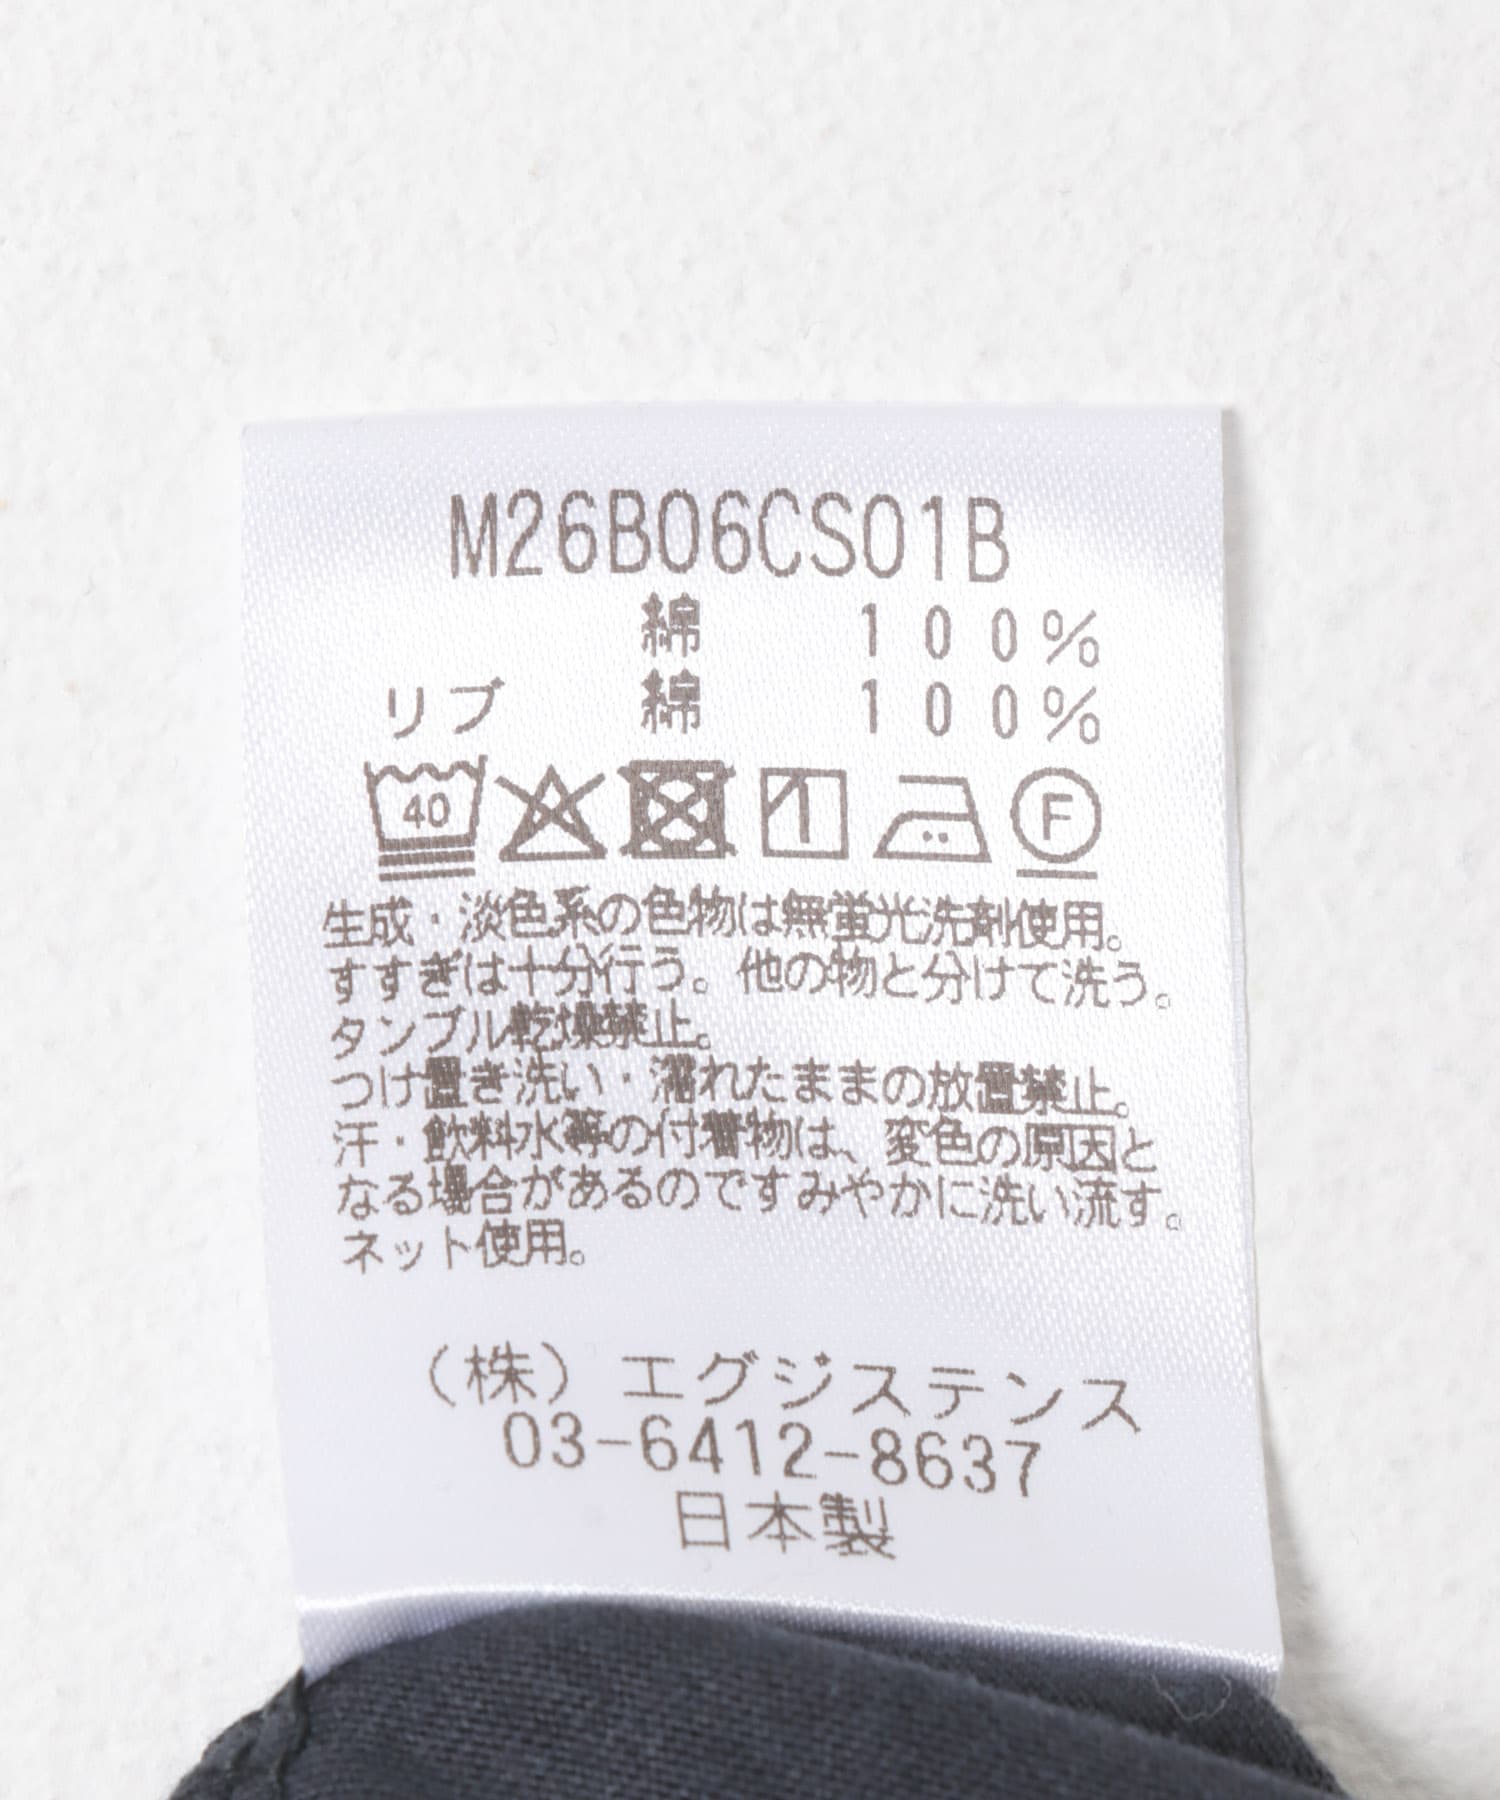 M26B06CS01B
綿 100%
リブ 綿 100%
40 F
生成・淡色系の色物は無蛍光洗剤使用。
すすぎは十分行う。他の物と分けて洗う。
タンブル乾燥禁止。
つけ置き洗い・濡れたままの放置禁止。
汗・飲料水等の付着物は、変色の原因と
なる場合があるのですみやかに洗い流す。
ネット使用。
(株)エグジステンス
03-6412-8637
日本製